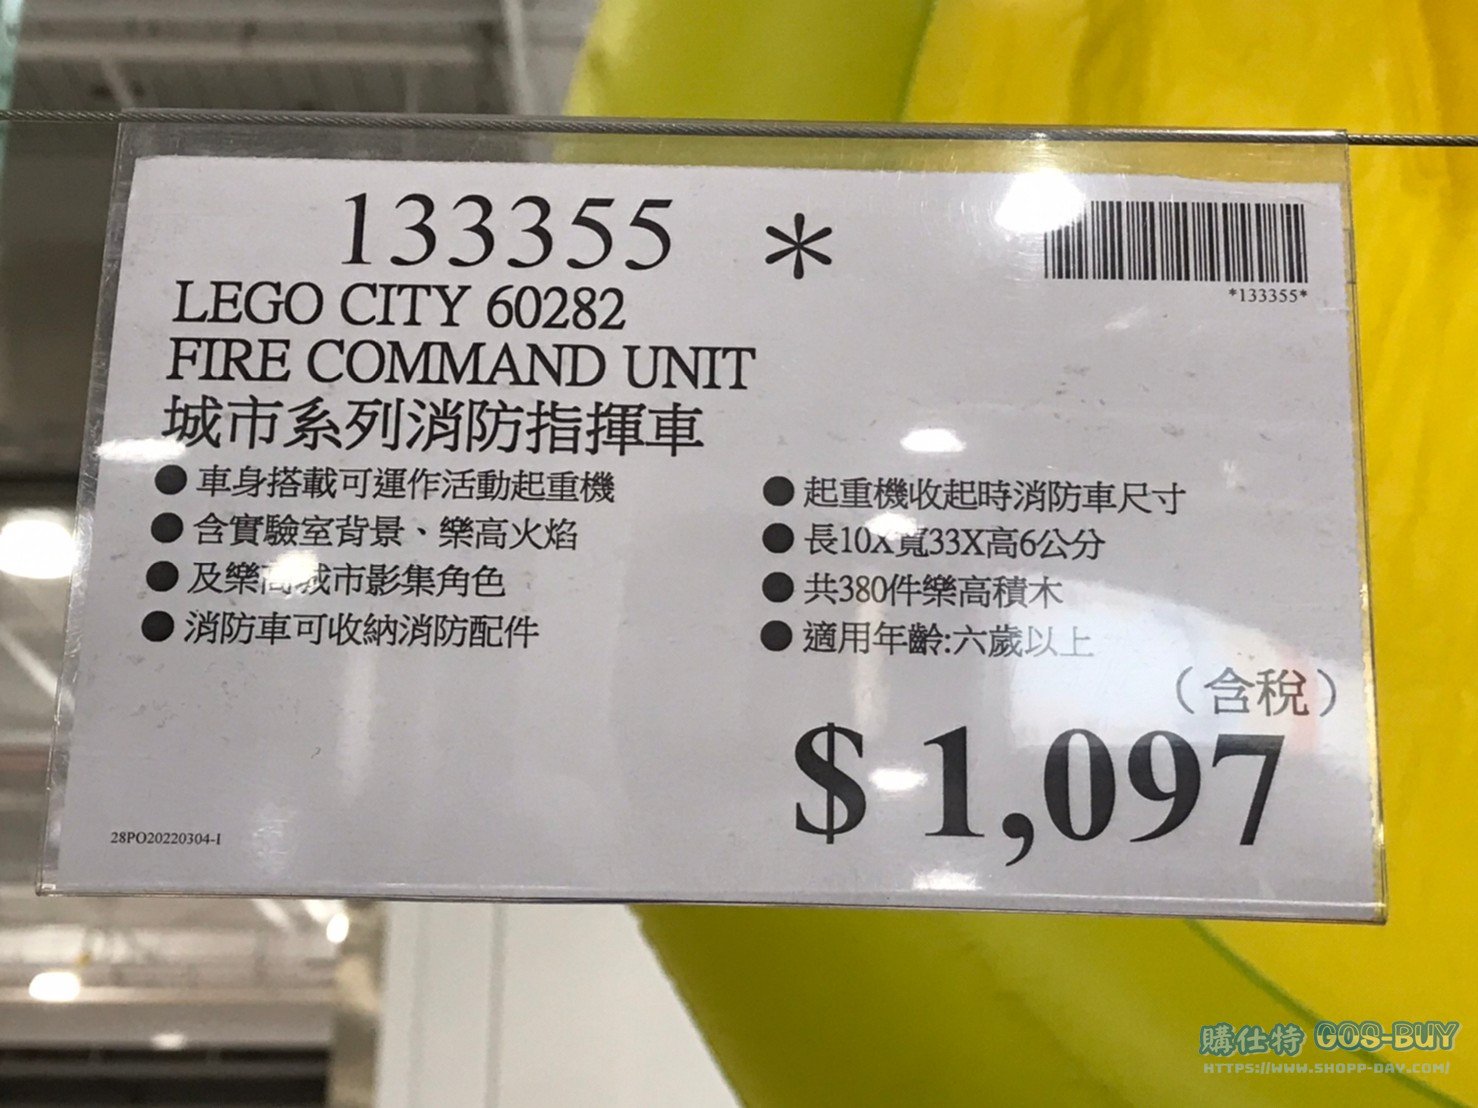 133355 *
*133355*
LEGO CITY 60282
FIRE COMMAND UNIT
城市系列消防指揮車
●車身搭載可運作活動起重機
●含實驗室背景、樂高火焰
●及樂高城市影集角色
●消防車可收納消防配件
●起重機收起時消防車尺寸
●長10X寬33X高6公分
●共380件樂高積木
●適用年齡:六歲以上
（含稅）
$1,097
28PO20220304-I
購仕特 GOS-BUY
HTTPS://WWW.SHOPP-DAY.COM/